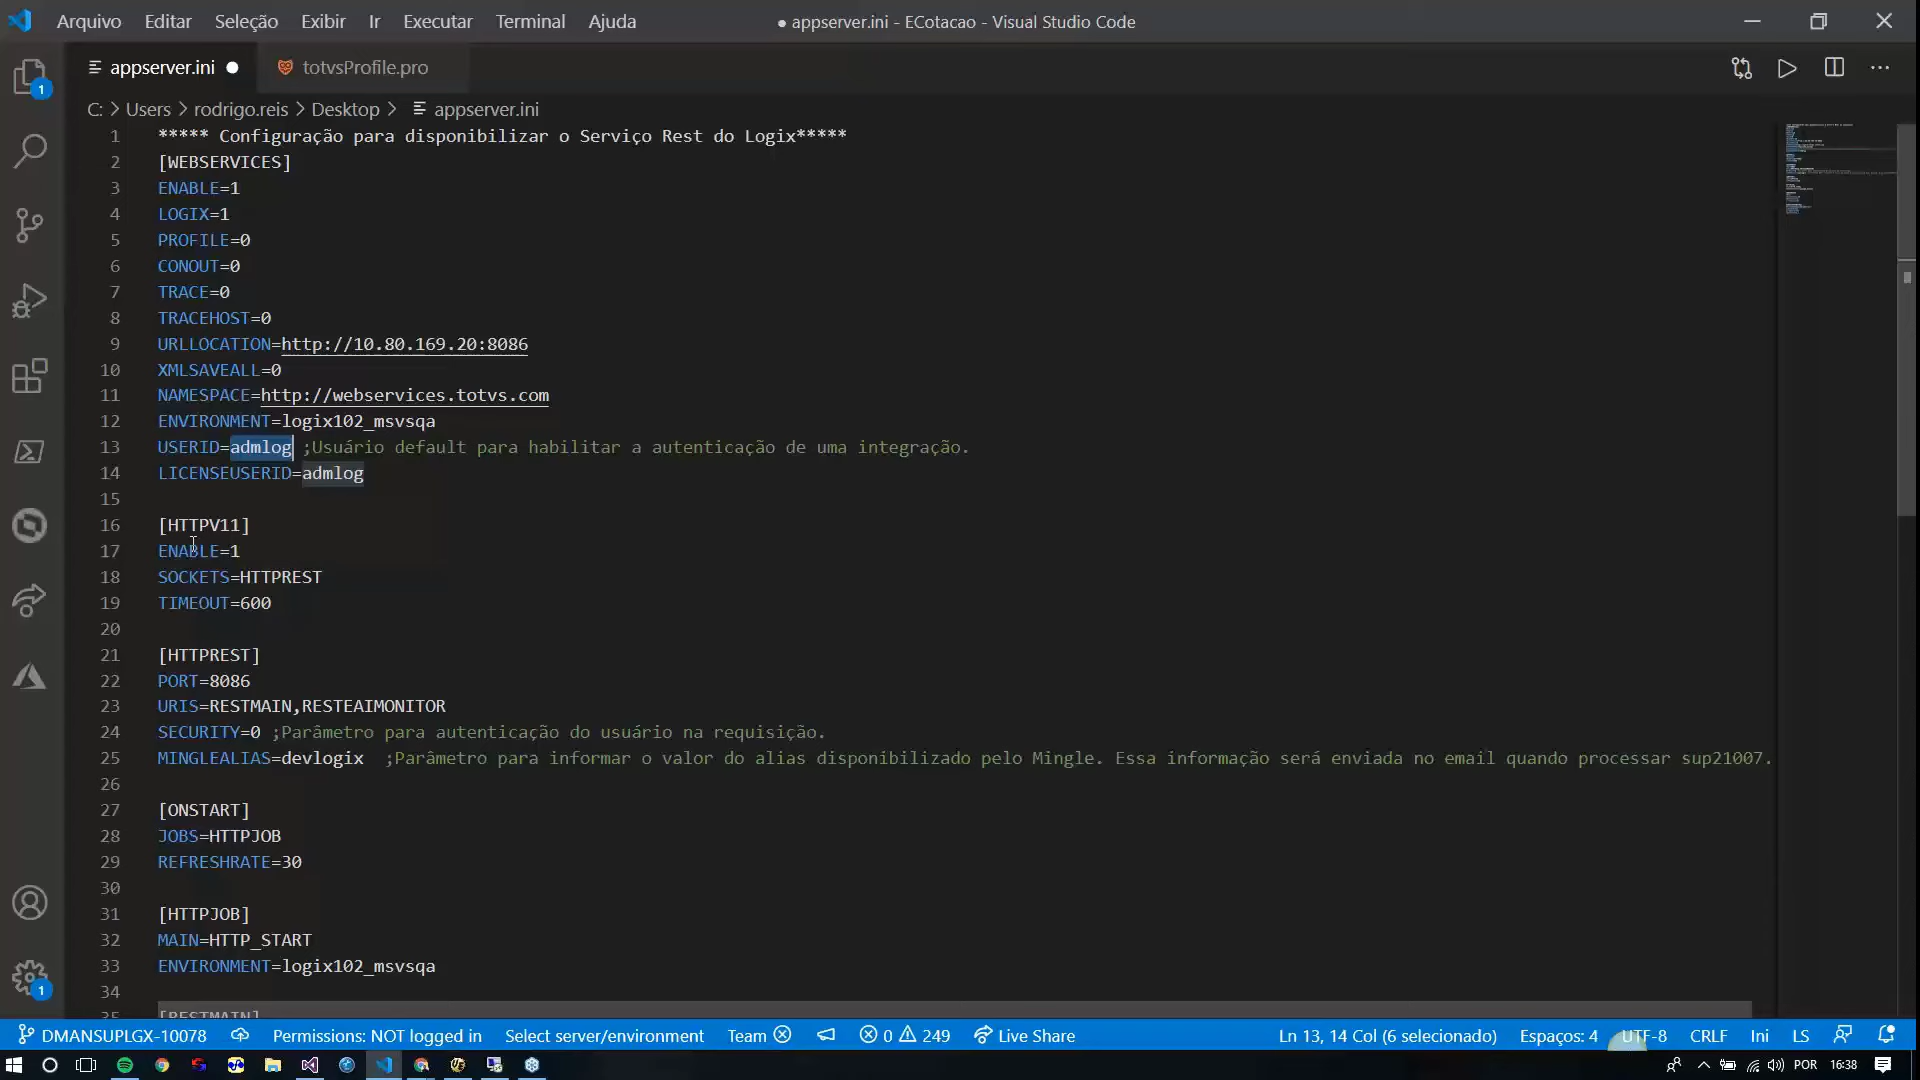 Arquivo Editar Seleção Exibir Ir Executar Terminal Ajuda ● appserver.ini - ECotacao - Visual Studio Code
appserver.ini ● totvsProfile.pro
C: > Users > rodrigo.reis > Desktop > appserver.ini
1 ***** Configuração para disponibilizar o Serviço Rest do Logix*****
2 [WEBSERVICES]
3 ENABLE=1
4 LOGIX=1
5 PROFILE=0
6 CONOUT=0
7 TRACE=0
8 TRACEHOST=0
9 URLLOCATION=http://10.80.169.20:8086
10 XMLSAVEALL=0
11 NAMESPACE=http://webservices.totvs.com
12 ENVIRONMENT=logix102_msvsqa
13 USERID=admlog ;Usuário default para habilitar a autenticação de uma integração.
14 LICENSEUSERID=admlog
15
16 [HTTPV11]
17 ENABLE=1
18 SOCKETS=HTTPREST
19 TIMEOUT=600
20
21 [HTTPREST]
22 PORT=8086
23 URIS=RESTMAIN,RESTEAIMONITOR
24 SECURITY=0 ;Parâmetro para autenticação do usuário na requisição.
25 MINGLEALIAS=devlogix ;Parâmetro para informar o valor do alias disponibilizado pelo Mingle. Essa informação será enviada no email quando processar sup21007.
26
27 [ONSTART]
28 JOBS=HTTPJOB
29 REFRESHRATE=30
30
31 [HTTPJOB]
32 MAIN=HTTP_START
33 ENVIRONMENT=logix102_msvsqa
34
35 [RESTMAIN]
1
1
DMANSUPLGX-10078 Permissions: NOT logged in Select server/environment Team 0 249 Live Share Ln 13, 14 Col (6 selecionado) Espaços: 4 UTF-8 CRLF Ini LS
POR 16:38